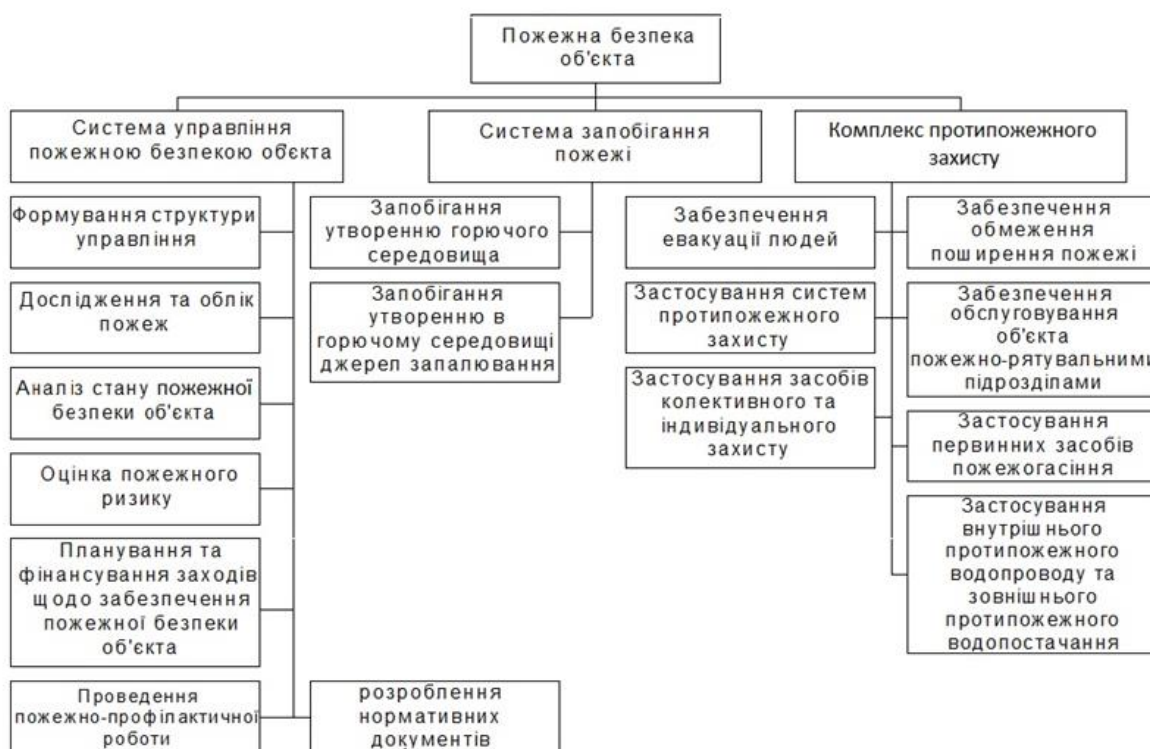 Пожежна безпека
об'єкта
Система управління
пожежною безпекою об'єкта
Система запобігання
пожежі
Комплекс протипожежного
захисту
Формування структури
управління
Дослідження та облік
пожеж
Аналіз стану пожежної
безпеки об'єкта
Оцінка пожежного
ризику
Планування та
фінансування заходів
щодо забезпечення
пожежної безпеки
об'єкта
Проведення
пожежно-профілактичної
роботи
розроблення
нормативних
документів
Запобігання
утворенню горючого
середовища
Запобігання
утворенню в
горючому середовищі
джерел запалювання
Забезпечення
евакуації людей
Застосування систем
протипожежного
захисту
Застосування засобів
колективного та
індивідуального
захисту
Забезпечення
обмеження
поширення пожежі
Забезпечення
обслуговування
об'єкта
пожежно-рятувальними
підрозділами
Застосування
первинних засобів
пожежогасіння
Застосування
внутрішнього
протипожежного
водопроводу та
зовнішнього
протипожежного
водопостачання